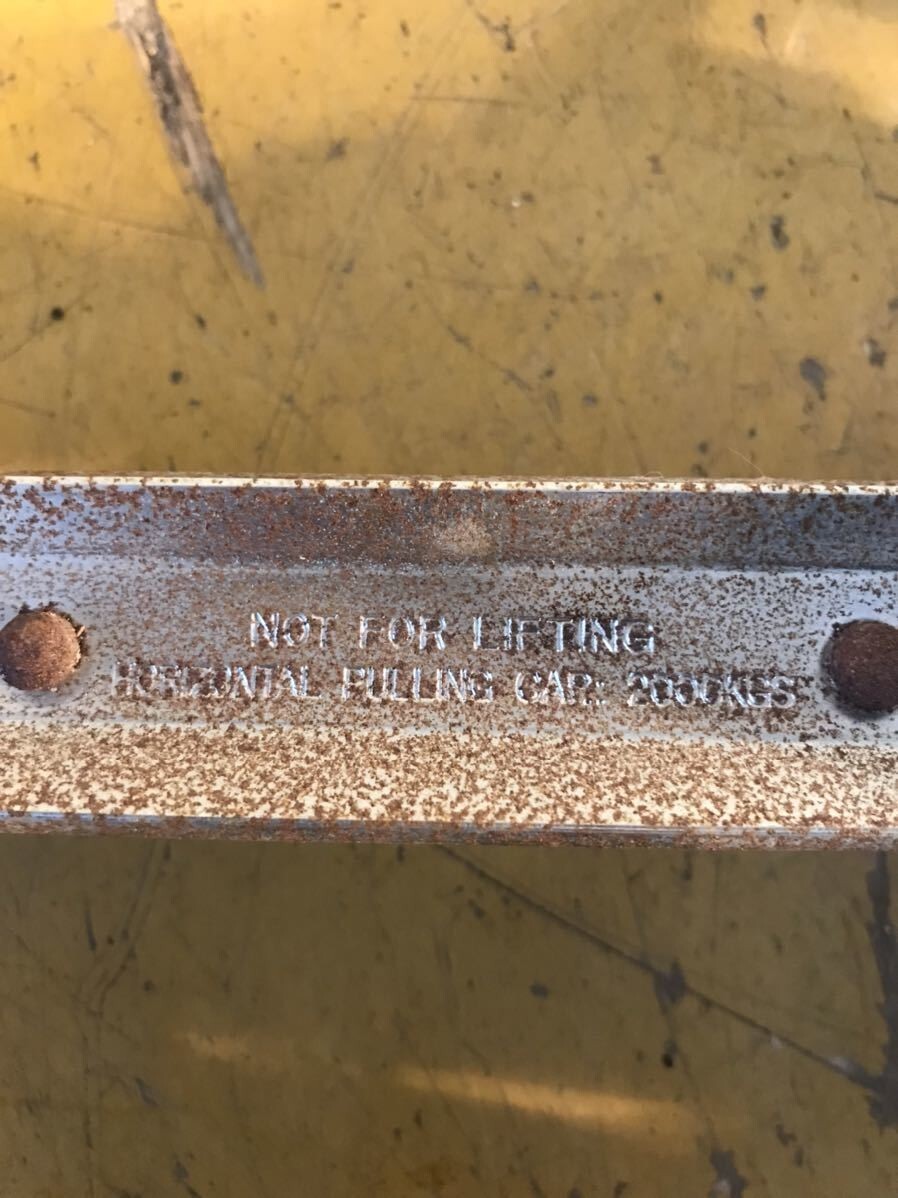 NOT FOR LIFTING
HORIZONTAL PULLING CAP: 2000KGS